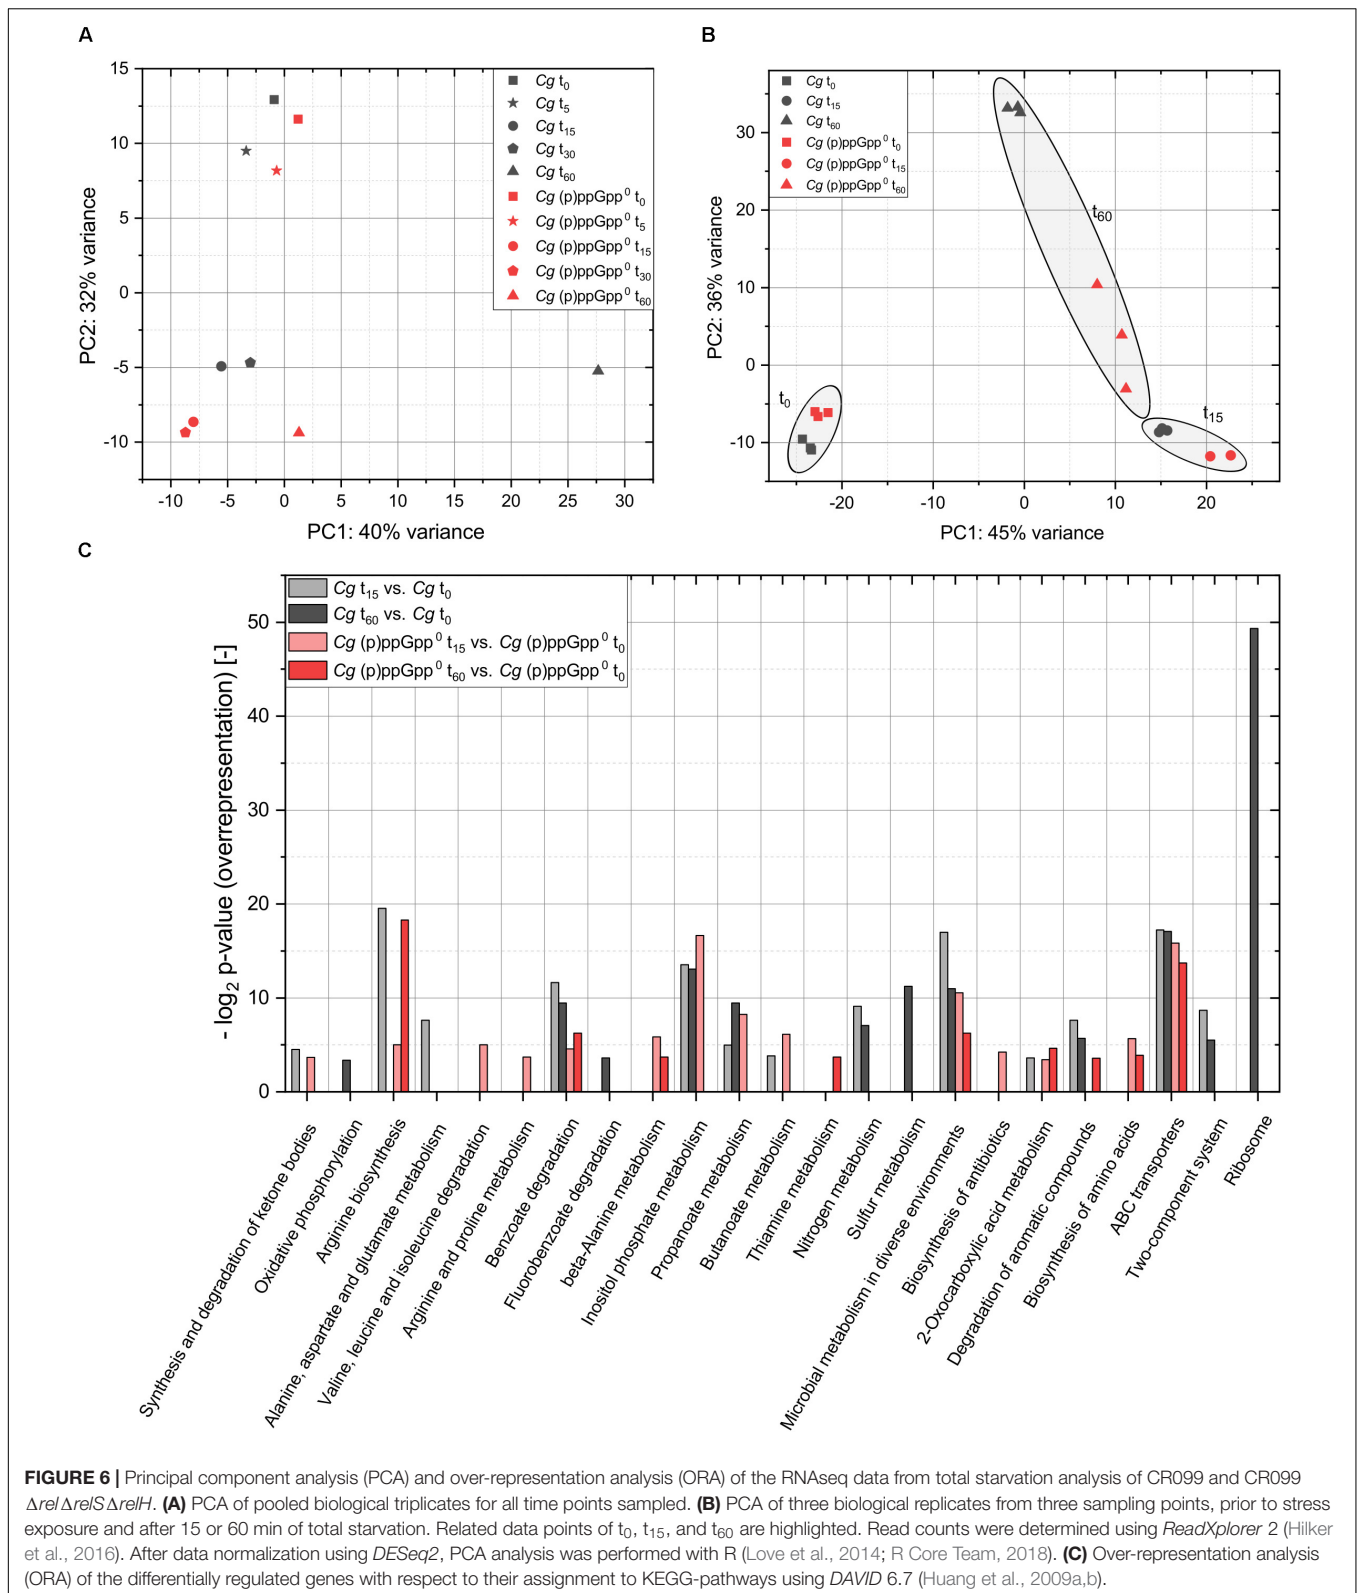 A
15
10
5
0
-5
-10
-10 -5 0 5 10 15 20 25 30
PC2: 32% variance
PC1: 40% variance
Cg t0
Cg t5
Cg t15
Cg t30
Cg t60
Cg (p)ppGpp0 t0
Cg (p)ppGpp0 t5
Cg (p)ppGpp0 t15
Cg (p)ppGpp0 t30
Cg (p)ppGpp0 t60
B
30
20
10
0
-10
-20 -10 0 10 20
PC2: 36% variance
PC1: 45% variance
Cg t0
Cg t15
Cg t60
Cg (p)ppGpp0 t0
Cg (p)ppGpp0 t15
Cg (p)ppGpp0 t60
t60
t0
t15
C
Cg t15 vs. Cg t0
Cg t60 vs. Cg t0
Cg (p)ppGpp0 t15 vs. Cg (p)ppGpp0 t0
Cg (p)ppGpp0 t60 vs. Cg (p)ppGpp0 t0
50
40
30
20
10
0
- log2 p-value (overrepresentation) [-]
Synthesis and degradation of ketone bodies
Oxidative phosphorylation
Arginine biosynthesis
Alanine, aspartate and glutamate metabolism
Valine, leucine and isoleucine degradation
Arginine and proline metabolism
Benzoate degradation
Fluorobenzoate degradation
beta-Alanine metabolism
Inositol phosphate metabolism
Propanoate metabolism
Butanoate metabolism
Thiamine metabolism
Nitrogen metabolism
Sulfur metabolism
Microbial metabolism in diverse environments
Biosynthesis of antibiotics
2-Oxocarboxylic acid metabolism
Degradation of aromatic compounds
Biosynthesis of amino acids
ABC transporters
Two-component system
Ribosome
FIGURE 6 | Principal component analysis (PCA) and over-representation analysis (ORA) of the RNAseq data from total starvation analysis of CR099 and CR099
ΔrelΔrelSΔrelH. (A) PCA of pooled biological triplicates for all time points sampled. (B) PCA of three biological replicates from three sampling points, prior to stress
exposure and after 15 or 60 min of total starvation. Related data points of t0, t15, and t60 are highlighted. Read counts were determined using ReadXplorer 2 (Hilker
et al., 2016). After data normalization using DESeq2, PCA analysis was performed with R (Love et al., 2014; R Core Team, 2018). (C) Over-representation analysis
(ORA) of the differentially regulated genes with respect to their assignment to KEGG-pathways using DAVID 6.7 (Huang et al., 2009a,b).